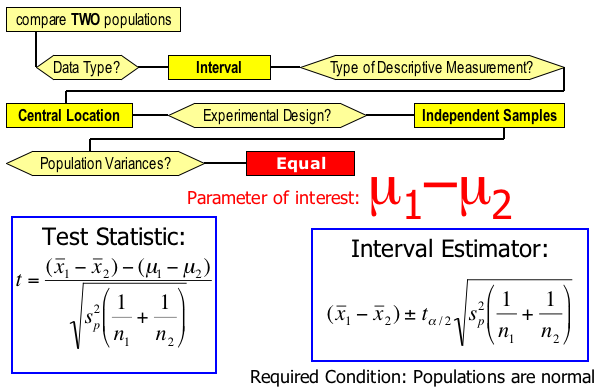 compare TWO populations
Data Type?
Interval
Type of Descriptive Measurement?
Central Location
Experimental Design?
Independent Samples
Population Variances?
Equal
Parameter of interest: μ₁−μ₂
Test Statistic:
t = ((x̄₁ − x̄₂) − (μ₁ − μ₂)) / √(sₚ²(1/n₁ + 1/n₂))
Interval Estimator:
(x̄₁ − x̄₂) ± t_{α/2} √(sₚ²(1/n₁ + 1/n₂))
Required Condition: Populations are normal